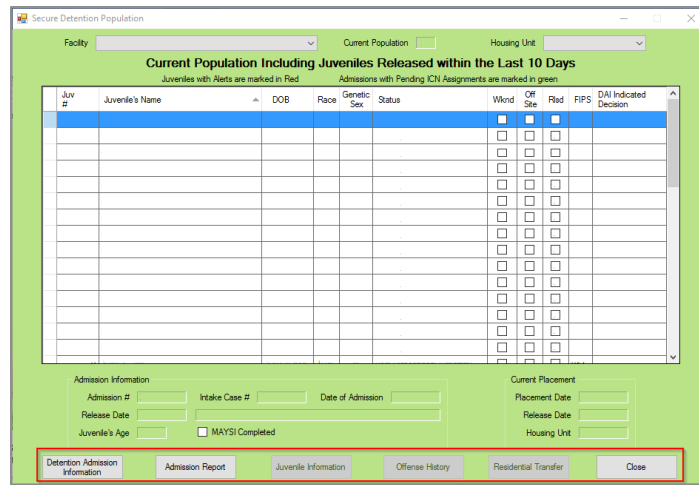 Secure Detention Population
Facility Current Population Housing Unit
Current Population Including Juveniles Released within the Last 10 Days
Juveniles with Alerts are marked in Red Admissions with Pending ICN Assignments are marked in green
Juv # Juvenile's Name DOB Race Genetic Sex Status Wknd Off Site Rlsd FIPS DAI Indicated Decision
Admission Information Current Placement
Admission # Intake Case # Date of Admission Placement Date
Release Date Release Date
Juvenile's Age MAYSI Completed Housing Unit
Detention Admission Information Admission Report Juvenile Information Offense History Residential Transfer Close